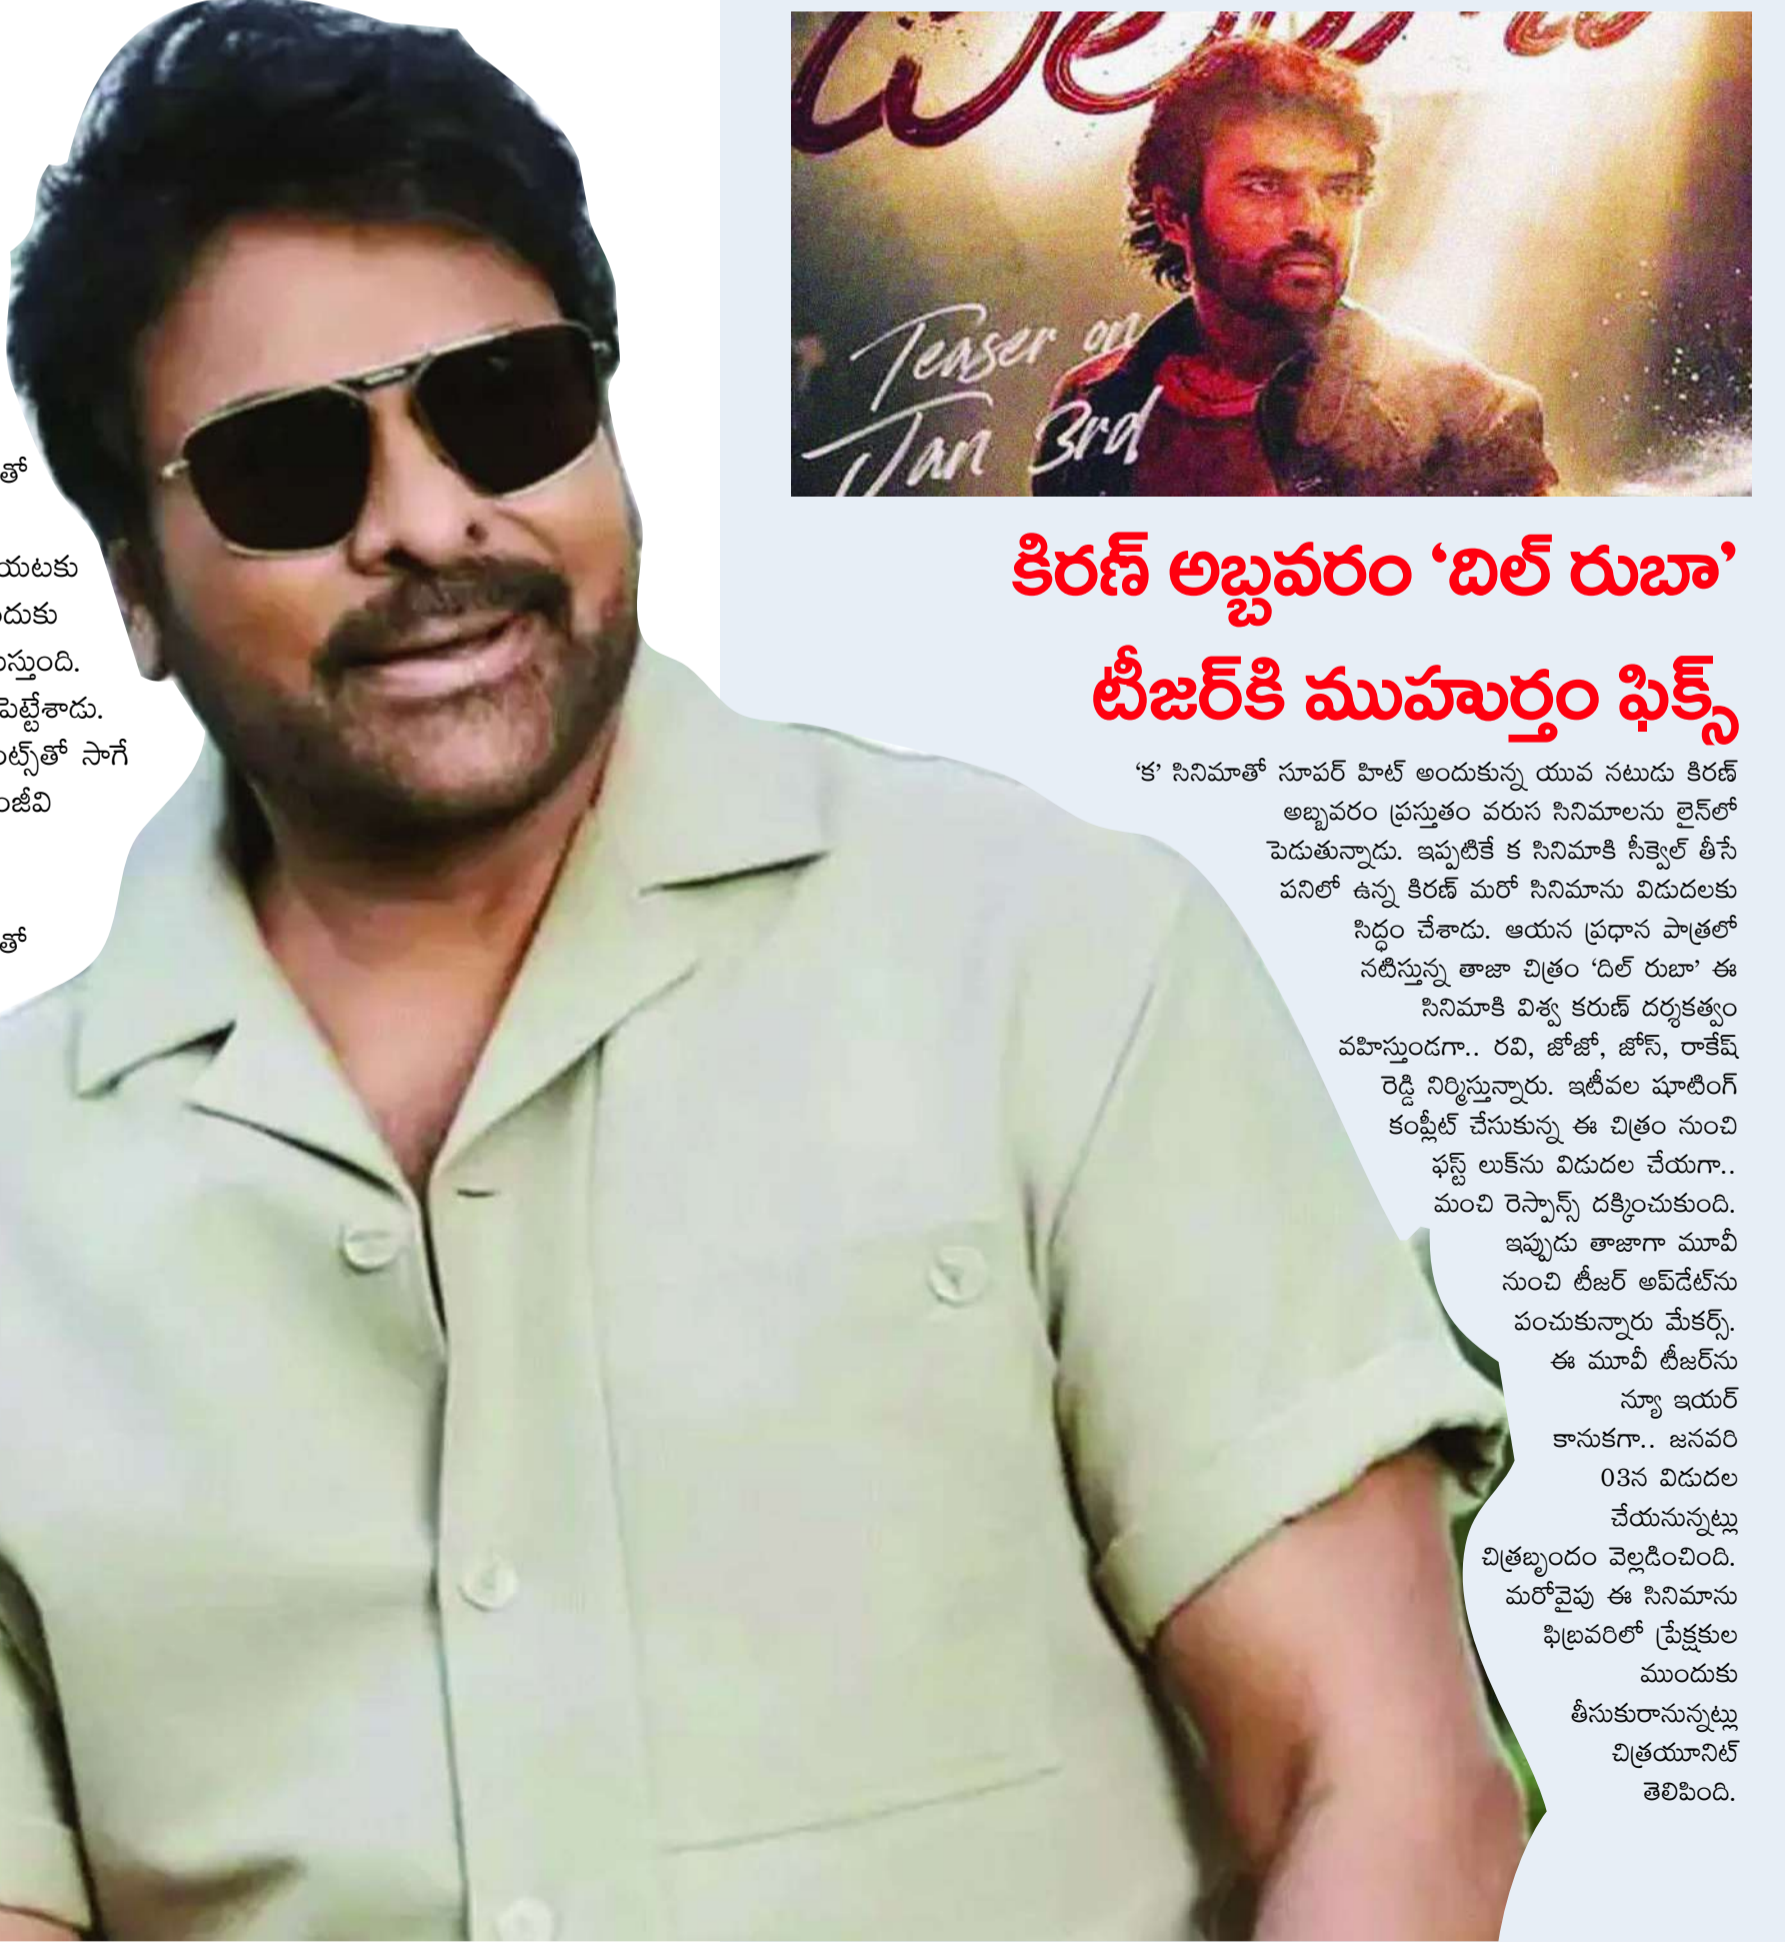 తో
యటకు
దుకు
స్తుంది.
పెట్టేశాడు.
ట్స్‌తో సాగే
జీవి
తో
Teaser on
Jan 3rd
కిరణ్ అబ్బవరం ‘దిల్ రుబా’
టీజర్‌కి ముహుర్తం ఫిక్స్
‘క’ సినిమాతో సూపర్ హిట్ అందుకున్న యువ నటుడు కిరణ్
అబ్బవరం ప్రస్తుతం వరుస సినిమాలను లైన్‌లో
పెడుతున్నాడు. ఇప్పటికే క సినిమాకి సీక్వెల్ తీసే
పనిలో ఉన్న కిరణ్ మరో సినిమాను విడుదలకు
సిద్ధం చేశాడు. ఆయన ప్రధాన పాత్రలో
నటిస్తున్న తాజా చిత్రం ‘దిల్ రుబా’ ఈ
సినిమాకి విశ్వ కరుణ్ దర్శకత్వం
వహిస్తుండగా.. రవి, జోజో, జోస్, రాకేష్
రెడ్డి నిర్మిస్తున్నారు. ఇటీవల షూటింగ్
కంప్లీట్ చేసుకున్న ఈ చిత్రం నుంచి
ఫస్ట్ లుక్‌ను విడుదల చేయగా..
మంచి రెస్పాన్స్ దక్కించుకుంది.
ఇప్పుడు తాజాగా మూవీ
నుంచి టీజర్ అప్‌డేట్‌ను
పంచుకున్నారు మేకర్స్.
ఈ మూవీ టీజర్‌ను
న్యూ ఇయర్
కానుకగా.. జనవరి
03న విడుదల
చేయనున్నట్లు
చిత్రబృందం వెల్లడించింది.
మరోవైపు ఈ సినిమాను
ఫిబ్రవరిలో ప్రేక్షకుల
ముందుకు
తీసుకురానున్నట్లు
చిత్రయూనిట్
తెలిపింది.